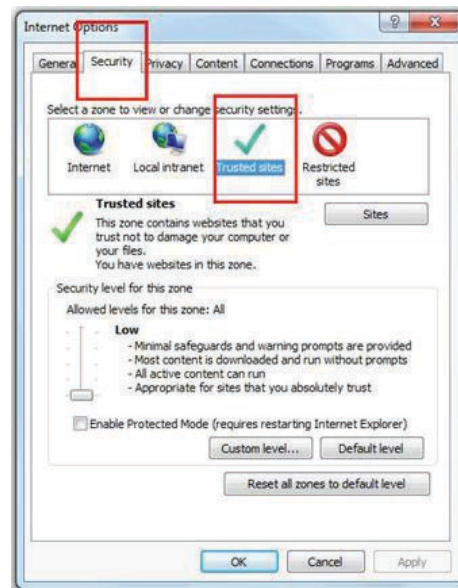 Internet Options
General Security Privacy Content Connections Programs Advanced
Select a zone to view or change security settings.
Internet Local intranet Trusted sites Restricted sites
Trusted sites
Sites
This zone contains websites that you
trust not to damage your computer or
your files.
You have websites in this zone.
Security level for this zone
Allowed levels for this zone: All
Low
- Minimal safeguards and warning prompts are provided
- Most content is downloaded and run without prompts
- All active content can run
- Appropriate for sites that you absolutely trust
Enable Protected Mode (requires restarting Internet Explorer)
Custom level... Default level
Reset all zones to default level
OK Cancel Apply